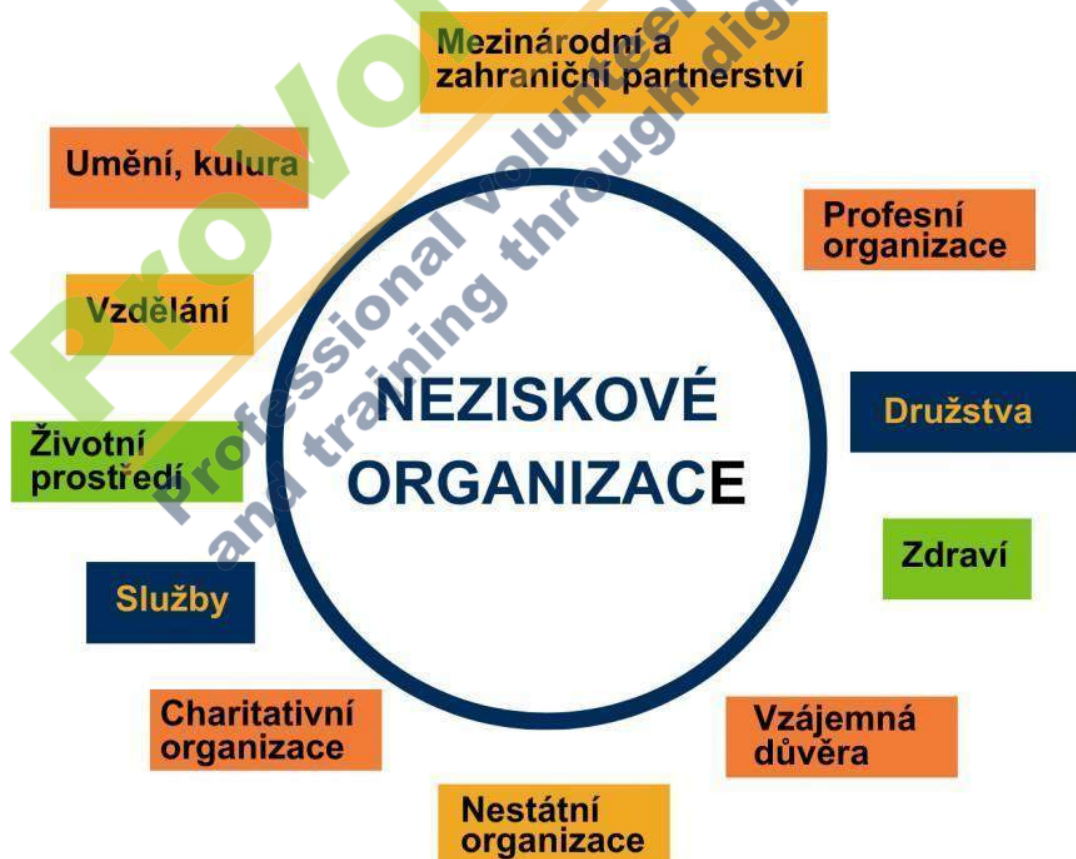 Mezinárodní a
zahraniční partnerství
Umění, kulura
Profesní
organizace
Vzdělání
NEZISKOVÉ
ORGANIZACE
Družstva
Životní
prostředí
Zdraví
Služby
Charitativní
organizace
Vzájemná
důvěra
Nestátní
organizace
ProVol
Professional volunteer
and training through digi